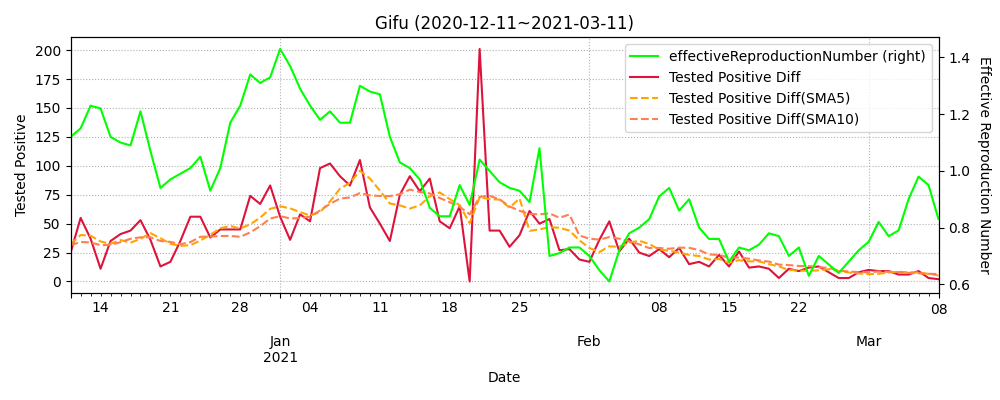 Gifu (2020-12-11~2021-03-11)
effectiveReproductionNumber (right)
Tested Positive Diff
Tested Positive Diff(SMA5)
Tested Positive Diff(SMA10)
Tested Positive
200
175
150
125
100
75
50
25
0
Effective Reproduction Number
1.4
1.2
1.0
0.8
0.6
14 21 28 04 11 18 25 08 15 22 08
Jan Feb Mar
2021
Date